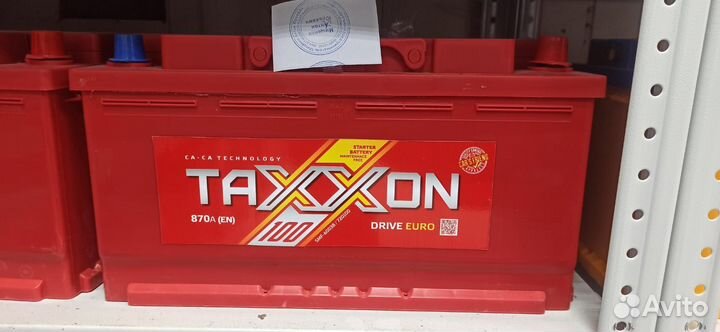 CA-CA TECHNOLOGY
STARTER
BATTERY
MAINTENANCE
FREE
TAXXON
870A (EN)
100
DRIVE EURO
Avito